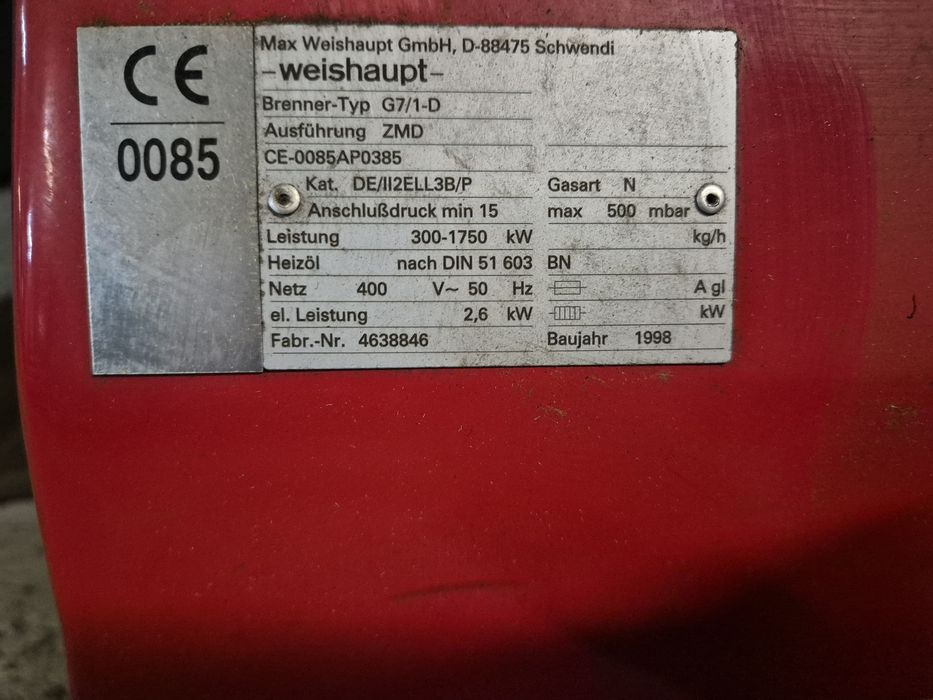 CE
0085
Max Weishaupt GmbH, D-88475 Schwendi
-weishaupt-
Brenner-Typ G7/1-D
Ausführung ZMD
CE-0085AP0385
Kat. DE/II2ELL3B/P Gasart N
Anschlußdruck min 15 max 500 mbar
Leistung 300-1750 kW kg/h
Heizöl nach DIN 51 603 BN
Netz 400 V~ 50 Hz A gl
el. Leistung 2,6 kW kW
Fabr.-Nr. 4638846 Baujahr 1998